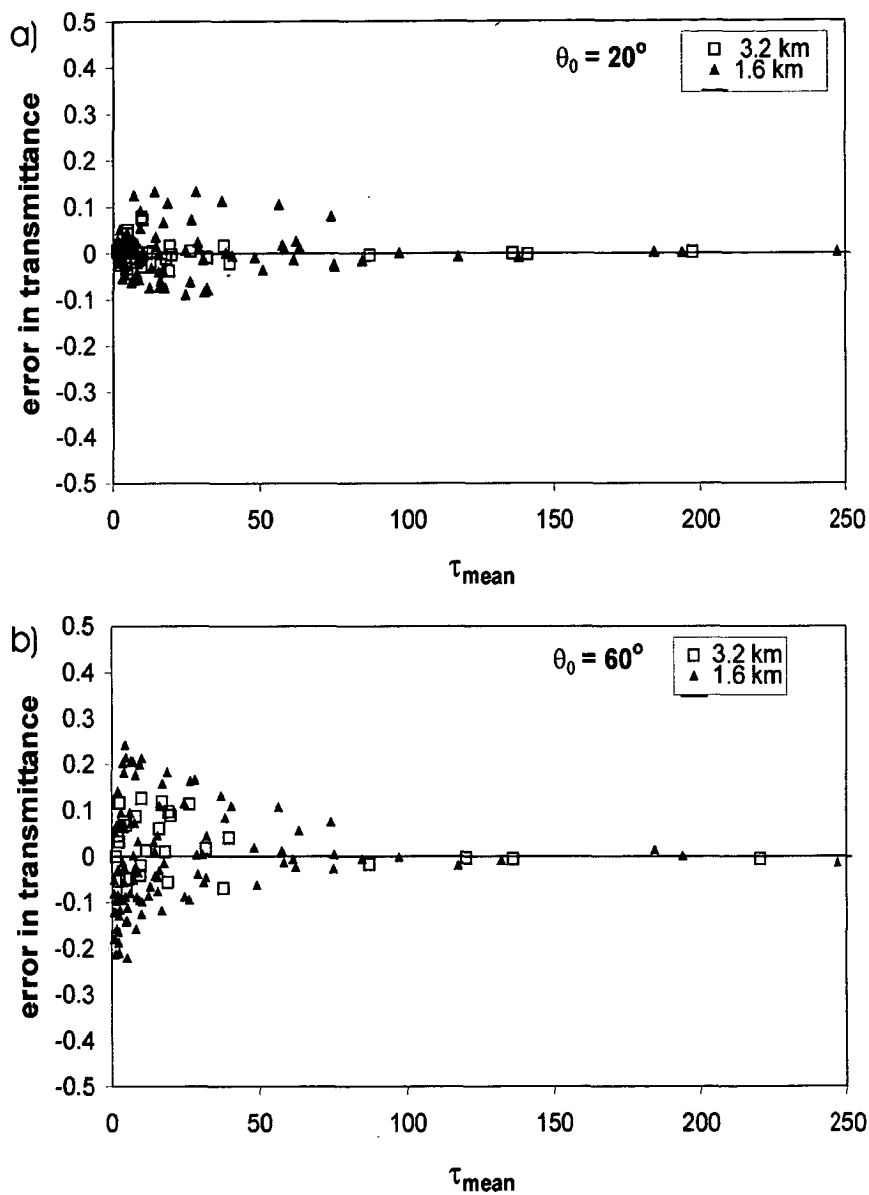 a)
0.5
0.4
0.3
0.2
0.1
0
-0.1
-0.2
-0.3
-0.4
-0.5
error in transmittance
θ₀ = 20°
3.2 km
1.6 km
0 50 100 150 200 250
τmean
b)
0.5
0.4
0.3
0.2
0.1
0
-0.1
-0.2
-0.3
-0.4
-0.5
error in transmittance
θ₀ = 60°
3.2 km
1.6 km
0 50 100 150 200 250
τmean